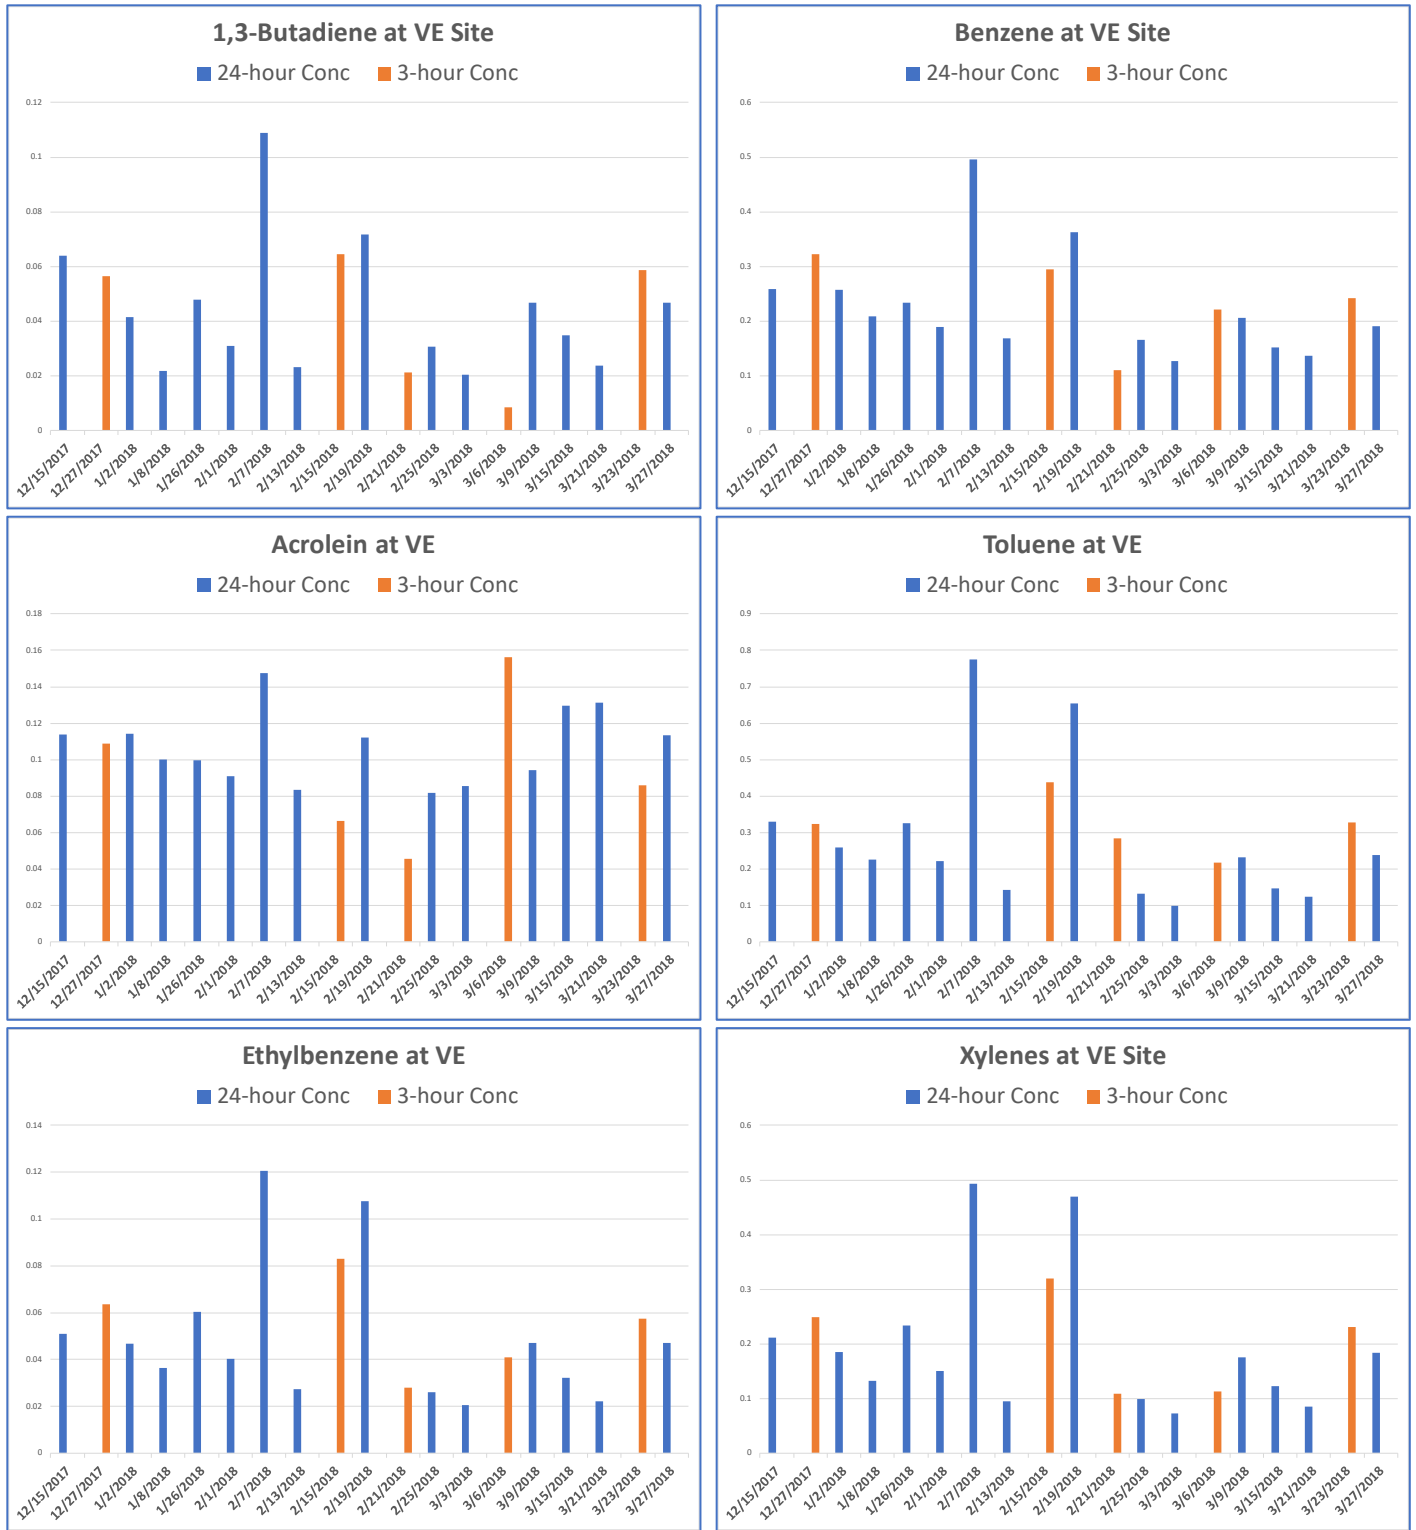 1,3-Butadiene at VE Site
24-hour Conc 3-hour Conc
0.12
0.1
0.08
0.06
0.04
0.02
0
12/15/2017 12/27/2017 1/2/2018 1/8/2018 1/26/2018 2/1/2018 2/7/2018 2/13/2018 2/15/2018 2/19/2018 2/21/2018 2/25/2018 3/3/2018 3/6/2018 3/9/2018 3/15/2018 3/21/2018 3/23/2018 3/27/2018
Benzene at VE Site
24-hour Conc 3-hour Conc
0.6
0.5
0.4
0.3
0.2
0.1
0
12/15/2017 12/27/2017 1/2/2018 1/8/2018 1/26/2018 2/1/2018 2/7/2018 2/13/2018 2/15/2018 2/19/2018 2/21/2018 2/25/2018 3/3/2018 3/6/2018 3/9/2018 3/15/2018 3/21/2018 3/23/2018 3/27/2018
Acrolein at VE
24-hour Conc 3-hour Conc
0.18
0.16
0.14
0.12
0.1
0.08
0.06
0.04
0.02
0
12/15/2017 12/27/2017 1/2/2018 1/8/2018 1/26/2018 2/1/2018 2/7/2018 2/13/2018 2/15/2018 2/19/2018 2/21/2018 2/25/2018 3/3/2018 3/6/2018 3/9/2018 3/15/2018 3/21/2018 3/23/2018 3/27/2018
Toluene at VE
24-hour Conc 3-hour Conc
0.9
0.8
0.7
0.6
0.5
0.4
0.3
0.2
0.1
0
12/15/2017 12/27/2017 1/2/2018 1/8/2018 1/26/2018 2/1/2018 2/7/2018 2/13/2018 2/15/2018 2/19/2018 2/21/2018 2/25/2018 3/3/2018 3/6/2018 3/9/2018 3/15/2018 3/21/2018 3/23/2018 3/27/2018
Ethylbenzene at VE
24-hour Conc 3-hour Conc
0.14
0.12
0.1
0.08
0.06
0.04
0.02
0
12/15/2017 12/27/2017 1/2/2018 1/8/2018 1/26/2018 2/1/2018 2/7/2018 2/13/2018 2/15/2018 2/19/2018 2/21/2018 2/25/2018 3/3/2018 3/6/2018 3/9/2018 3/15/2018 3/21/2018 3/23/2018 3/27/2018
Xylenes at VE Site
24-hour Conc 3-hour Conc
0.6
0.5
0.4
0.3
0.2
0.1
0
12/15/2017 12/27/2017 1/2/2018 1/8/2018 1/26/2018 2/1/2018 2/7/2018 2/13/2018 2/15/2018 2/19/2018 2/21/2018 2/25/2018 3/3/2018 3/6/2018 3/9/2018 3/15/2018 3/21/2018 3/23/2018 3/27/2018